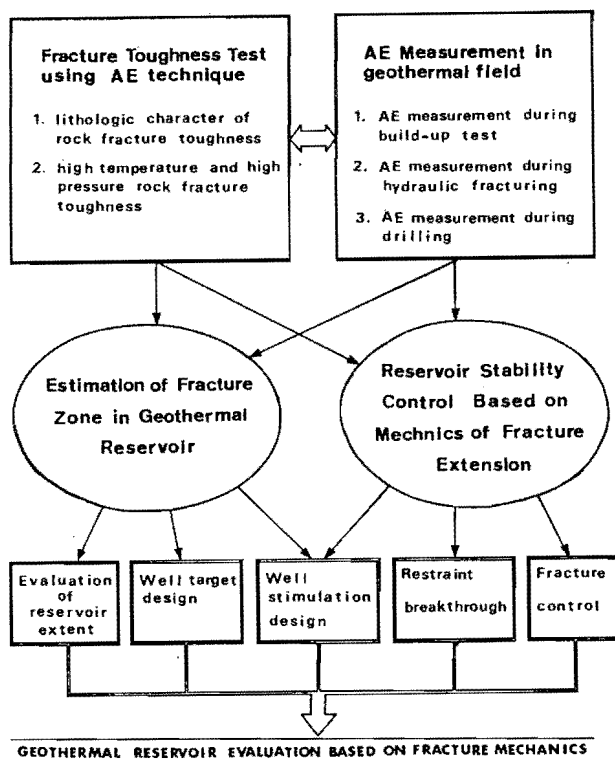 Fracture Toughness Test
using AE technique
1. lithologic character of
rock fracture toughness
2. high temperature and high
pressure rock fracture
toughness
AE Measurement in
geothermal field
1. AE measurement during
build-up test
2. AE measurement during
hydraulic fracturing
3. AE measurement during
drilling
Estimation of Fracture
Zone in Geothermal
Reservoir
Reservoir Stability
Control Based on
Mechnics of Fracture
Extension
Evaluation
of
reservoir
extent
Well target
design
Well
stimulation
design
Restraint
breakthrough
Fracture
control
GEOTHERMAL RESERVOIR EVALUATION BASED ON FRACTURE MECHANICS